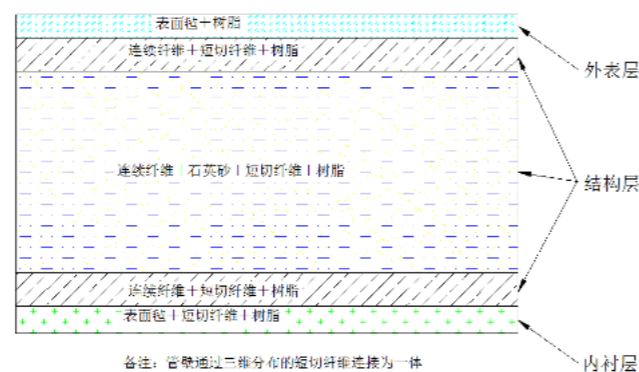 表面毡+树脂
连续纤维+短切纤维+树脂
外表层
连续纤维+石英砂+短切纤维+树脂
结构层
连续纤维+短切纤维+树脂
表面毡+短切纤维+树脂
内衬层
备注：管壁通过三维分布的短切纤维连接为一体